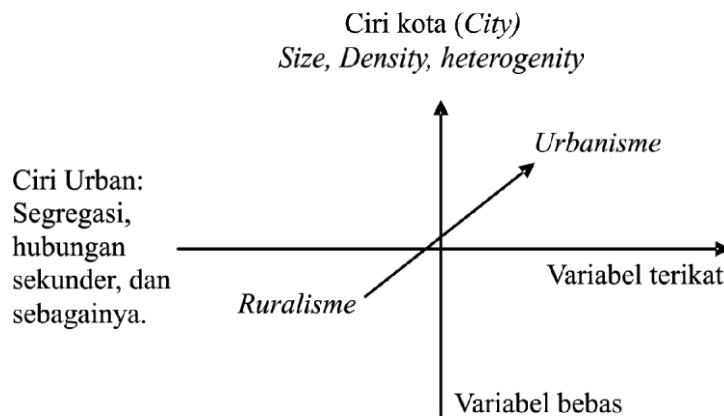 Ciri kota (City)
Size, Density, heterogenity
Urbanisme
Ciri Urban:
Segregasi,
hubungan
sekunder, dan
sebagainya.
Variabel terikat
Ruralisme
Variabel bebas